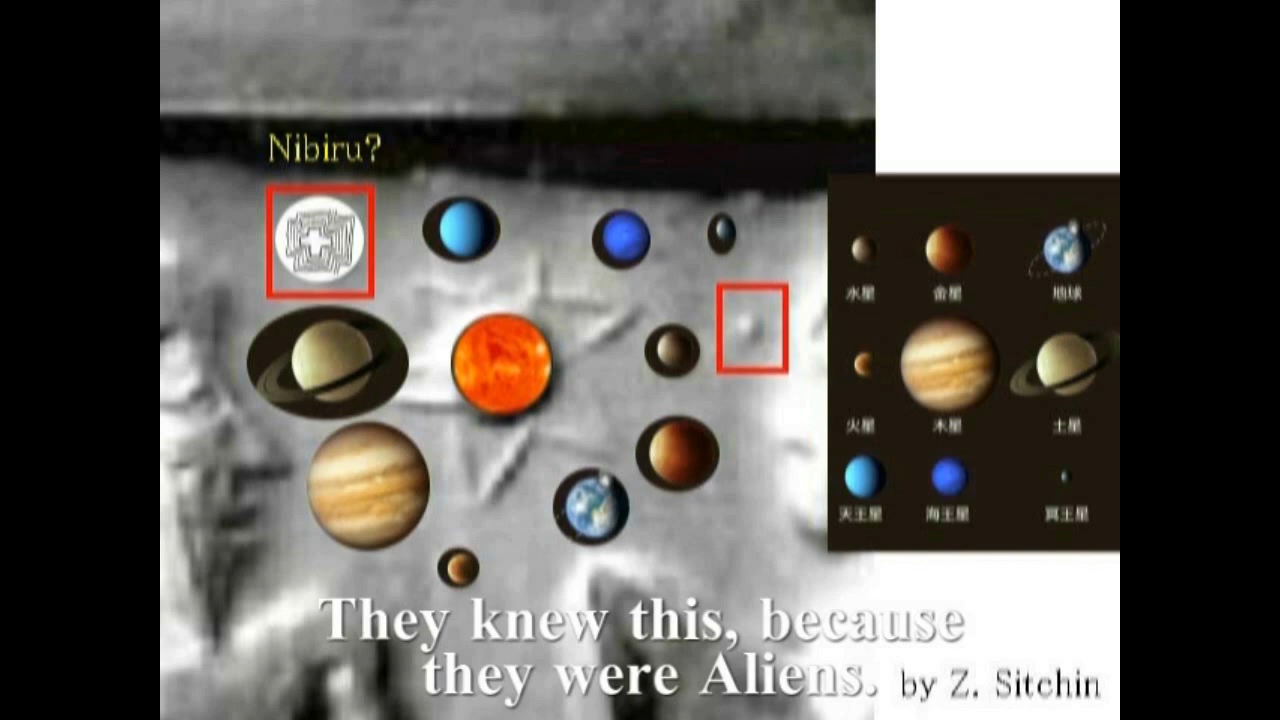 Nibiru?
水星 金星 地球
火星 木星 土星
天王星 海王星 冥王星
They knew this, because
they were Aliens. by Z. Sitchin